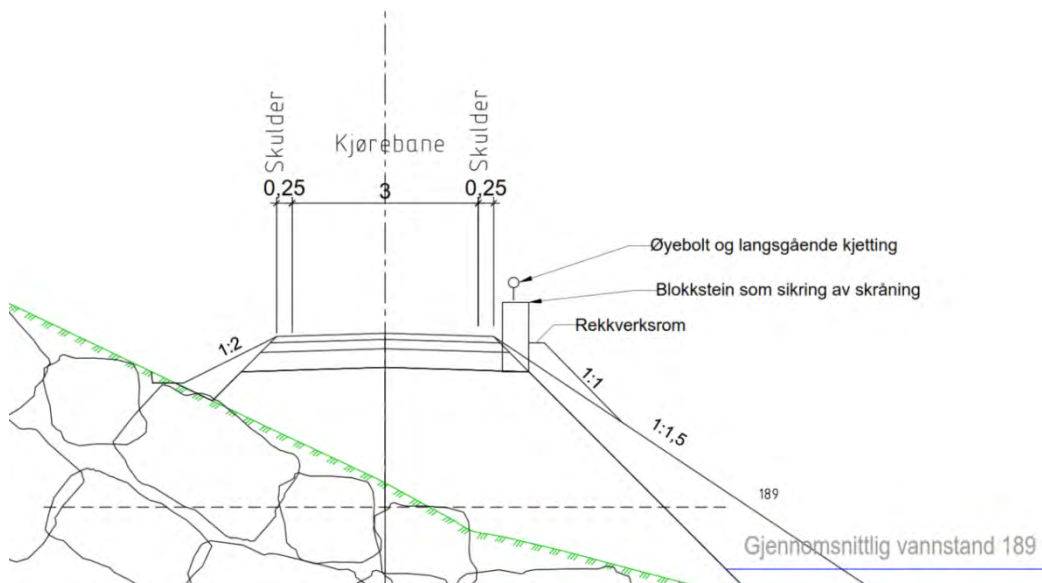 Skulder
Kjørebane
Skulder
0,25
3
0,25
Øyebolt og langsgående kjetting
Blokkstein som sikring av skråning
Rekkverksrom
1:2
1:1
1:1,5
189
Gjennomsnittlig vannstand 189